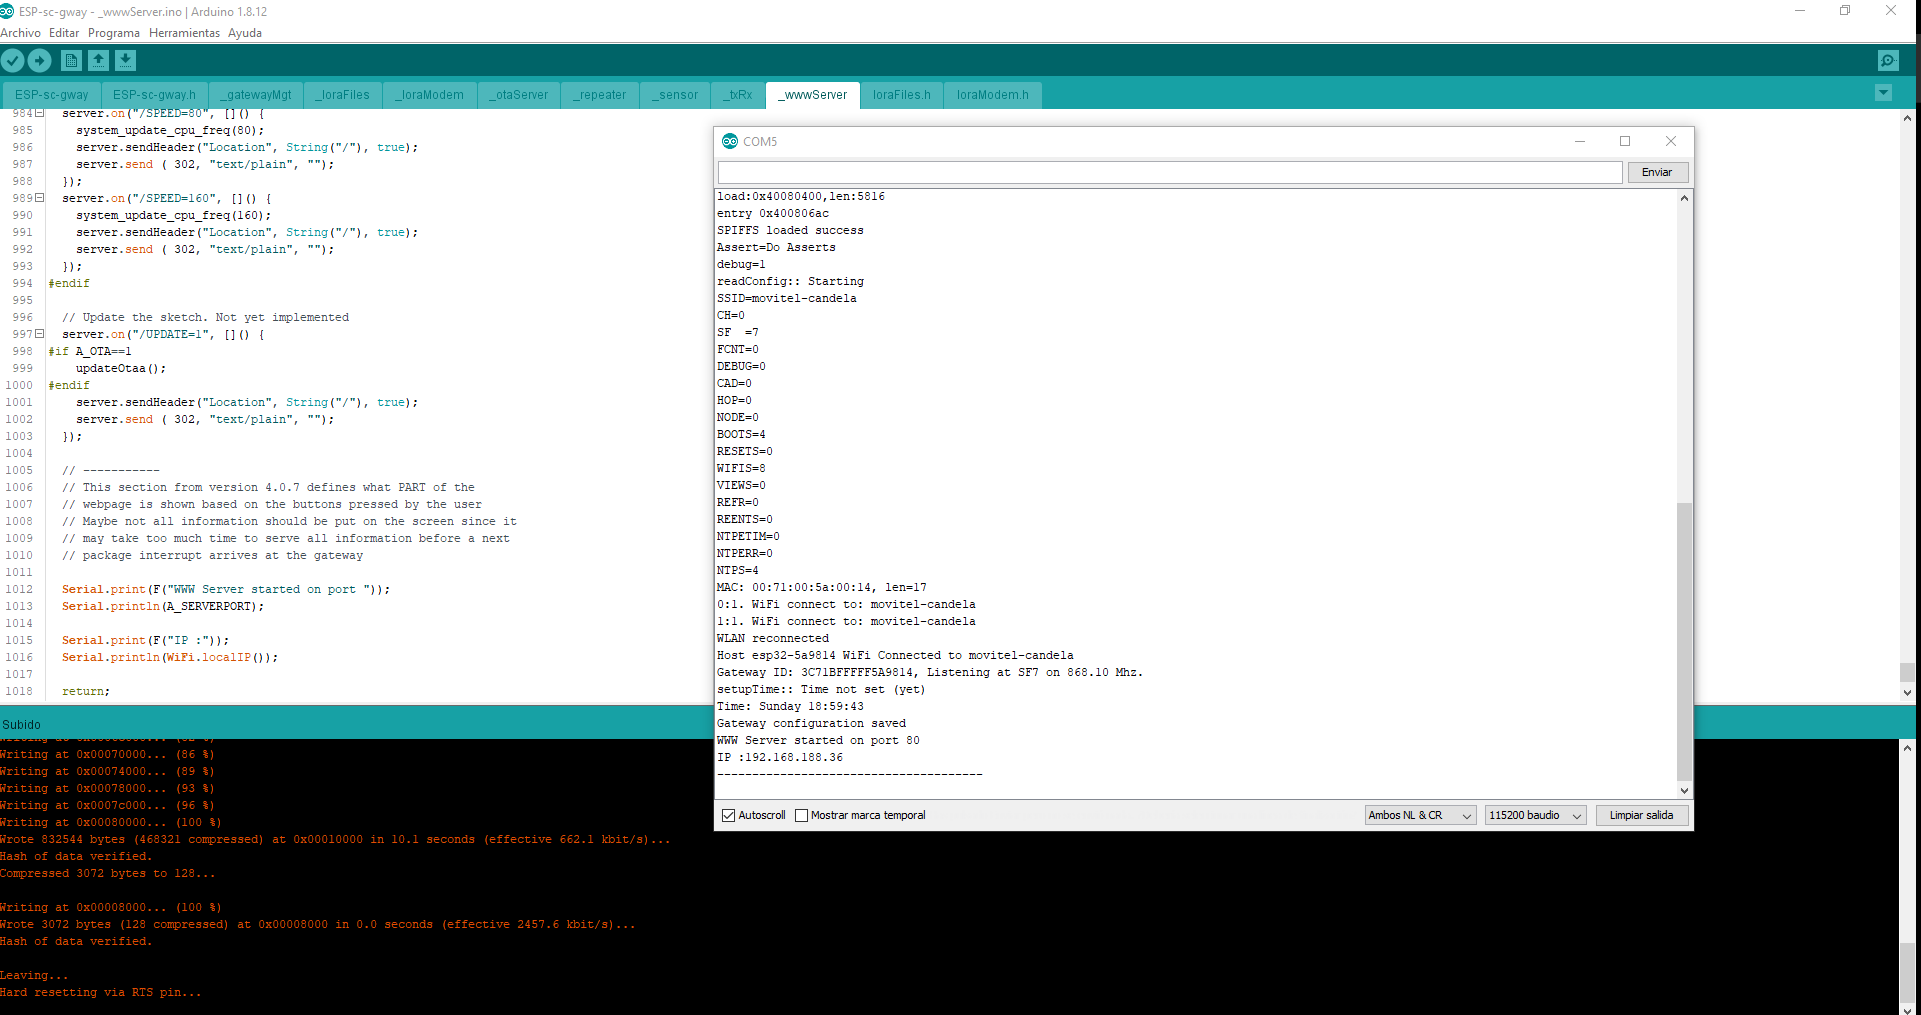 ESP-sc-gway - _wwwServer.ino | Arduino 1.8.12
Archivo Editar Programa Herramientas Ayuda
ESP-sc-gway ESP-sc-gway.h _gatewayMgt _loraFiles _loraModem _otaServer _repeater _sensor _txRx _wwwServer loraFiles.h loraModem.h
984 server.on("/SPEED=80", []() {
985 system_update_cpu_freq(80);
986 server.sendHeader("Location", String("/"), true);
987 server.send ( 302, "text/plain", "");
988 });
989 server.on("/SPEED=160", []() {
990 system_update_cpu_freq(160);
991 server.sendHeader("Location", String("/"), true);
992 server.send ( 302, "text/plain", "");
993 });
994 #endif
995
996 // Update the sketch. Not yet implemented
997 server.on("/UPDATE=1", []() {
998 #if A_OTA==1
999 updateOtaa();
1000 #endif
1001 server.sendHeader("Location", String("/"), true);
1002 server.send ( 302, "text/plain", "");
1003 });
1004
1005 // -----------
1006 // This section from version 4.0.7 defines what PART of the
1007 // webpage is shown based on the buttons pressed by the user
1008 // Maybe not all information should be put on the screen since it
1009 // may take too much time to serve all information before a next
1010 // package interrupt arrives at the gateway
1011
1012 Serial.print(F("WWW Server started on port "));
1013 Serial.println(A_SERVERPORT);
1014
1015 Serial.print(F("IP :"));
1016 Serial.println(WiFi.localIP());
1017
1018 return;
COM5
Enviar
load:0x40080400,len:5816
entry 0x400806ac
SPIFFS loaded success
Assert=Do Asserts
debug=1
readConfig:: Starting
SSID=movitel-candela
CH=0
SF  =7
FCNT=0
DEBUG=0
CAD=0
HOP=0
NODE=0
BOOTS=4
RESETS=0
WIFIS=8
VIEWS=0
REFR=0
REENTS=0
NTPETIM=0
NTPERR=0
NTPS=4
MAC: 00:71:00:5a:00:14, len=17
0:1. WiFi connect to: movitel-candela
1:1. WiFi connect to: movitel-candela
WLAN reconnected
Host esp32-5a9814 WiFi Connected to movitel-candela
Gateway ID: 3C71BFFFFF5A9814, Listening at SF7 on 868.10 Mhz.
setupTime:: Time not set (yet)
Time: Sunday 18:59:43
Gateway configuration saved
WWW Server started on port 80
IP :192.168.188.36
--------------------------------------
Autoscroll Mostrar marca temporal Ambos NL & CR 115200 baudio Limpiar salida
Subido
Writing at 0x00070000... (86 %)
Writing at 0x00074000... (89 %)
Writing at 0x00078000... (93 %)
Writing at 0x0007c000... (96 %)
Writing at 0x00080000... (100 %)
Wrote 832544 bytes (468321 compressed) at 0x00010000 in 10.1 seconds (effective 662.1 kbit/s)...
Hash of data verified.
Compressed 3072 bytes to 128...
Writing at 0x00008000... (100 %)
Wrote 3072 bytes (128 compressed) at 0x00008000 in 0.0 seconds (effective 2457.6 kbit/s)...
Hash of data verified.
Leaving...
Hard resetting via RTS pin...